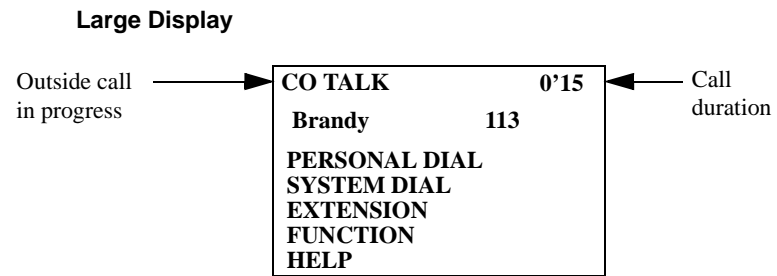 Large Display
Outside call
in progress
CO TALK 0'15
Call
duration
Brandy 113
PERSONAL DIAL
SYSTEM DIAL
EXTENSION
FUNCTION
HELP